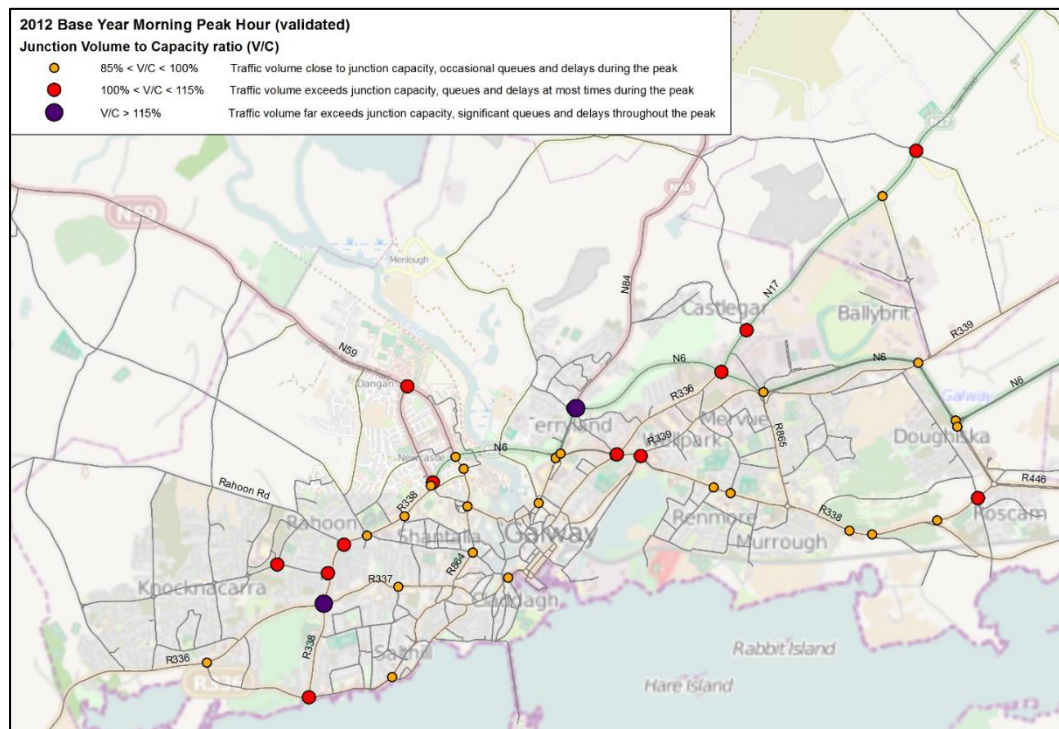 2012 Base Year Morning Peak Hour (validated)
Junction Volume to Capacity ratio (V/C)
85% < V/C < 100% Traffic volume close to junction capacity, occasional queues and delays during the peak
100% < V/C < 115% Traffic volume exceeds junction capacity, queues and delays at most times during the peak
V/C > 115% Traffic volume far exceeds junction capacity, significant queues and delays throughout the peak
N17
N84
N59
Menlough
N84
N17
Castlegar
Ballybrit
R339
N59
N6
N6
N6
Galway
Dangan
R336
Mervue
R339
R865
Doughiska
Newcastle
N6
Rahoon Rd
R446
R338
Rahoon
Roscam
Shantalla
Galway
Renmore
R338
Murrough
R864
Knocknacarra
R337
Claddagh
R338
Salthill
R336
R336
Rabbit Island
Hare Island